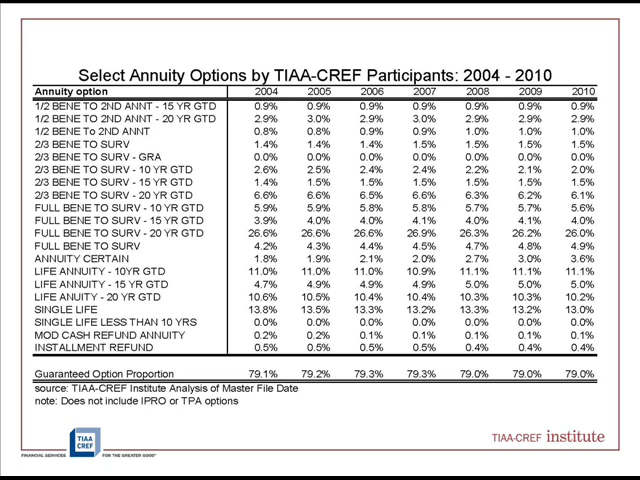 Select Annuity Options by TIAA-CREF Participants: 2004 - 2010
Annuity option 2004 2005 2006 2007 2008 2009 2010
1/2 BENE TO 2ND ANNT - 15 YR GTD 0.9% 0.9% 0.9% 0.9% 0.9% 0.9% 0.9%
1/2 BENE TO 2ND ANNT - 20 YR GTD 2.9% 3.0% 2.9% 3.0% 2.9% 2.9% 2.9%
1/2 BENE To 2ND ANNT 0.8% 0.8% 0.9% 0.9% 1.0% 1.0% 1.0%
2/3 BENE TO SURV 1.4% 1.4% 1.4% 1.5% 1.5% 1.5% 1.5%
2/3 BENE TO SURV - GRA 0.0% 0.0% 0.0% 0.0% 0.0% 0.0% 0.0%
2/3 BENE TO SURV - 10 YR GTD 2.6% 2.5% 2.4% 2.4% 2.2% 2.1% 2.0%
2/3 BENE TO SURV - 15 YR GTD 1.4% 1.5% 1.5% 1.5% 1.5% 1.5% 1.5%
2/3 BENE TO SURV - 20 YR GTD 6.6% 6.6% 6.5% 6.6% 6.3% 6.2% 6.1%
FULL BENE TO SURV - 10 YR GTD 5.9% 5.9% 5.8% 5.8% 5.7% 5.7% 5.6%
FULL BENE TO SURV - 15 YR GTD 3.9% 4.0% 4.0% 4.1% 4.0% 4.1% 4.0%
FULL BENE TO SURV - 20 YR GTD 26.6% 26.6% 26.6% 26.9% 26.3% 26.2% 26.0%
FULL BENE TO SURV 4.2% 4.3% 4.4% 4.5% 4.7% 4.8% 4.9%
ANNUITY CERTAIN 1.8% 1.9% 2.1% 2.0% 2.7% 3.0% 3.6%
LIFE ANNUITY - 10YR GTD 11.0% 11.0% 11.0% 10.9% 11.1% 11.1% 11.1%
LIFE ANNUITY - 15 YR GTD 4.7% 4.9% 4.9% 4.9% 5.0% 5.0% 5.0%
LIFE ANUITY - 20 YR GTD 10.6% 10.5% 10.4% 10.4% 10.3% 10.3% 10.2%
SINGLE LIFE 13.8% 13.5% 13.3% 13.2% 13.3% 13.2% 13.0%
SINGLE LIFE LESS THAN 10 YRS 0.0% 0.0% 0.0% 0.0% 0.0% 0.0% 0.0%
MOD CASH REFUND ANNUITY 0.2% 0.2% 0.1% 0.1% 0.1% 0.1% 0.1%
INSTALLMENT REFUND 0.5% 0.5% 0.5% 0.5% 0.4% 0.4% 0.4%
Guaranteed Option Proportion 79.1% 79.2% 79.3% 79.3% 79.0% 79.0% 79.0%
source: TIAA-CREF Institute Analysis of Master File Date
note: Does not include IPRO or TPA options
TIAA
CREF
FINANCIAL SERVICES FOR THE GREATER GOOD
TIAA-CREF institute